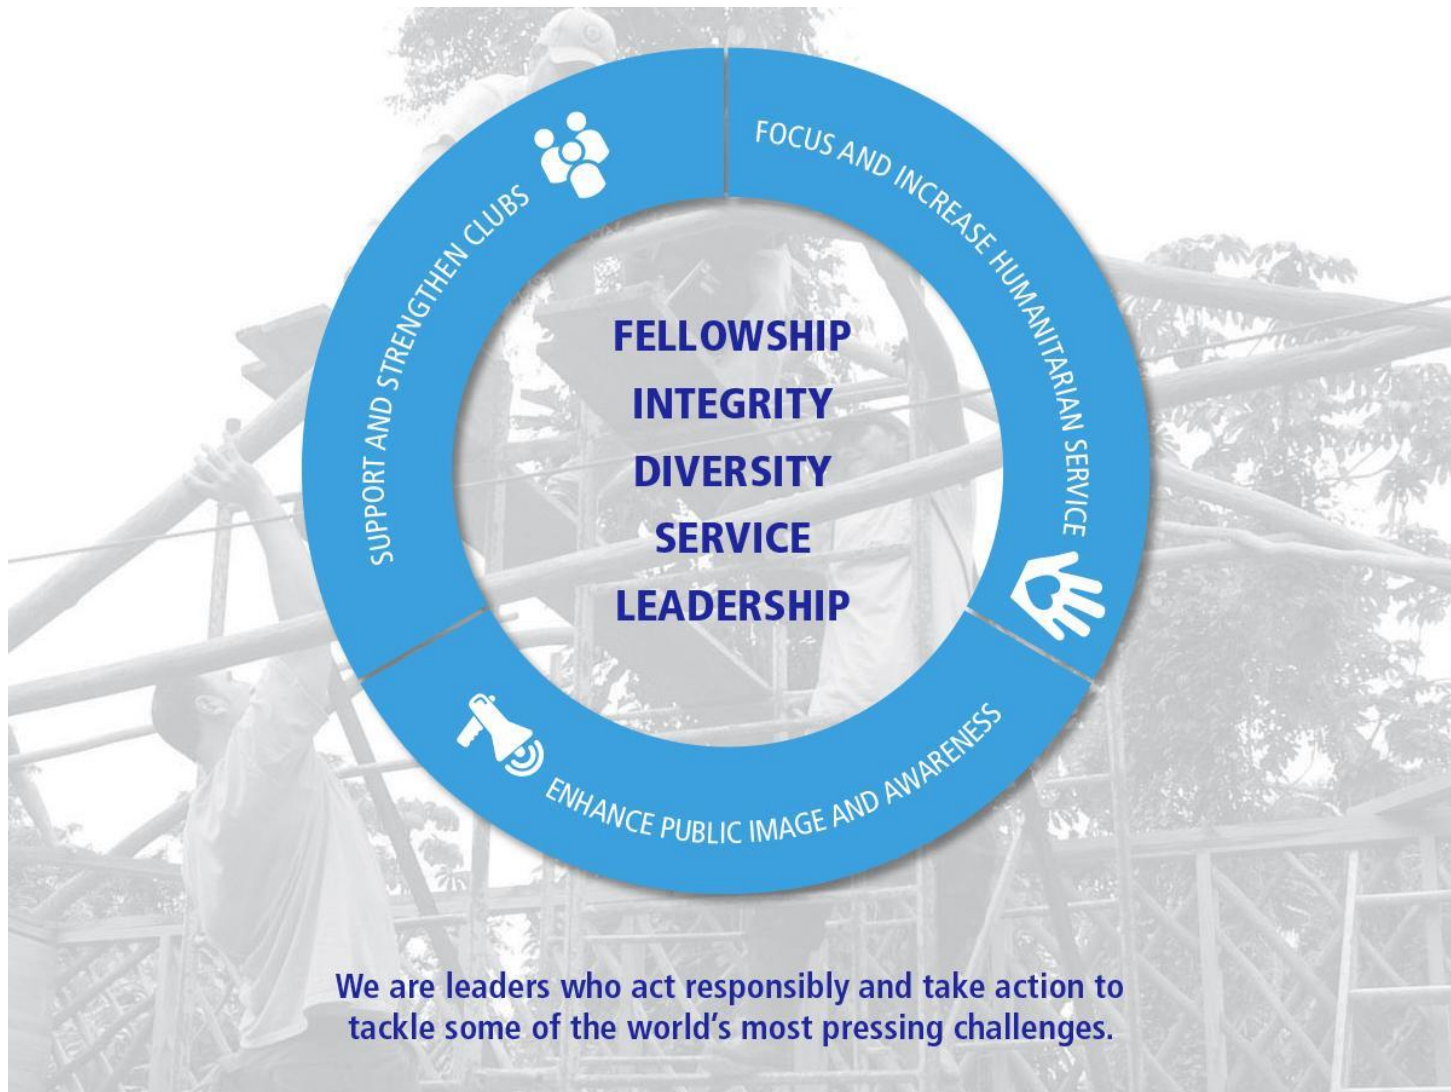 SUPPORT AND STRENGTHEN CLUBS
FOCUS AND INCREASE HUMANITARIAN SERVICE
ENHANCE PUBLIC IMAGE AND AWARENESS
FELLOWSHIP
INTEGRITY
DIVERSITY
SERVICE
LEADERSHIP
We are leaders who act responsibly and take action to
tackle some of the world's most pressing challenges.